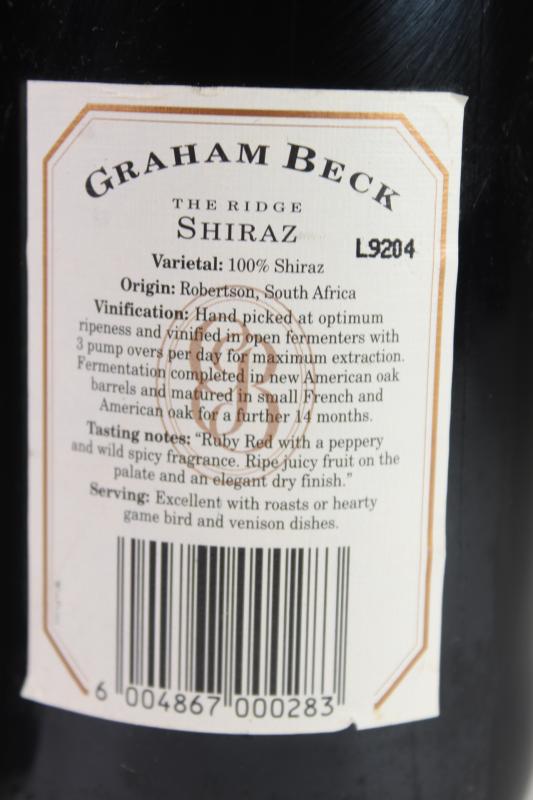 GRAHAM BECK
THE RIDGE
SHIRAZ
L9204
Varietal: 100% Shiraz
Origin: Robertson, South Africa
Vinification: Hand picked at optimum
ripeness and vinified in open fermenters with
3 pump overs per day for maximum extraction.
Fermentation completed in new American oak
barrels and matured in small French and
American oak for a further 14 months.
Tasting notes: "Ruby Red with a peppery
and wild spicy fragrance. Ripe juicy fruit on the
palate and an elegant dry finish."
Serving: Excellent with roasts or hearty
game bird and venison dishes.
6 004867 000283